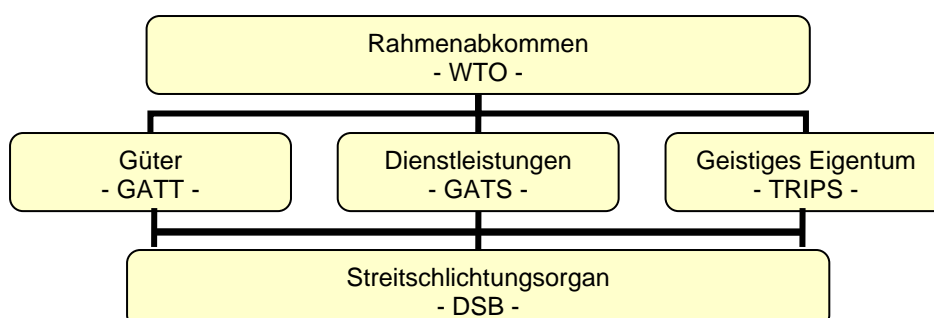 Rahmenabkommen
- WTO -
Güter
- GATT -
Dienstleistungen
- GATS -
Geistiges Eigentum
- TRIPS -
Streitschlichtungsorgan
- DSB -